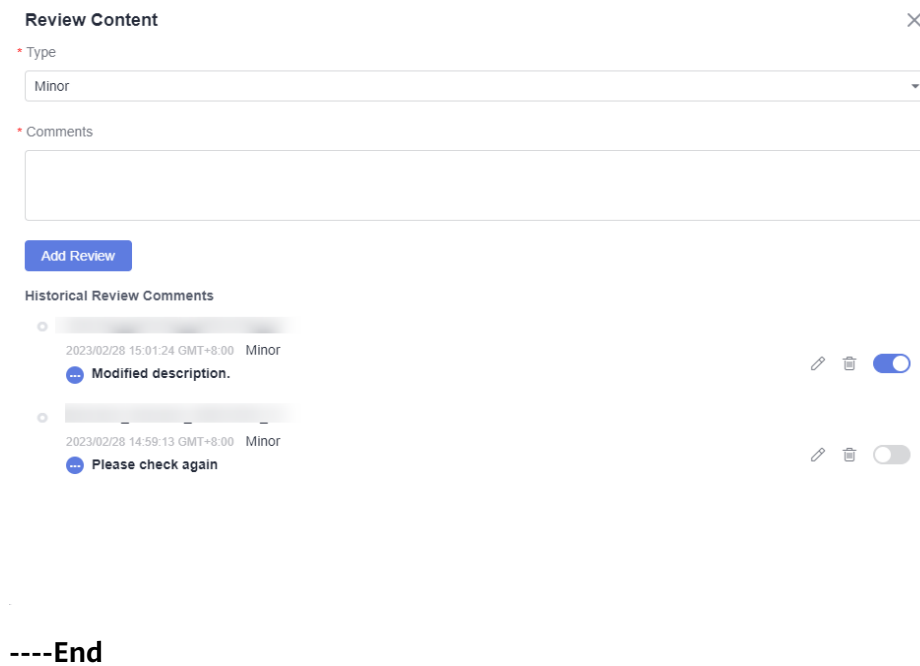 Review Content
* Type
Minor
* Comments
Add Review
Historical Review Comments
2023/02/28 15:01:24 GMT+8:00 Minor
Modified description.
2023/02/28 14:59:13 GMT+8:00 Minor
Please check again
----End